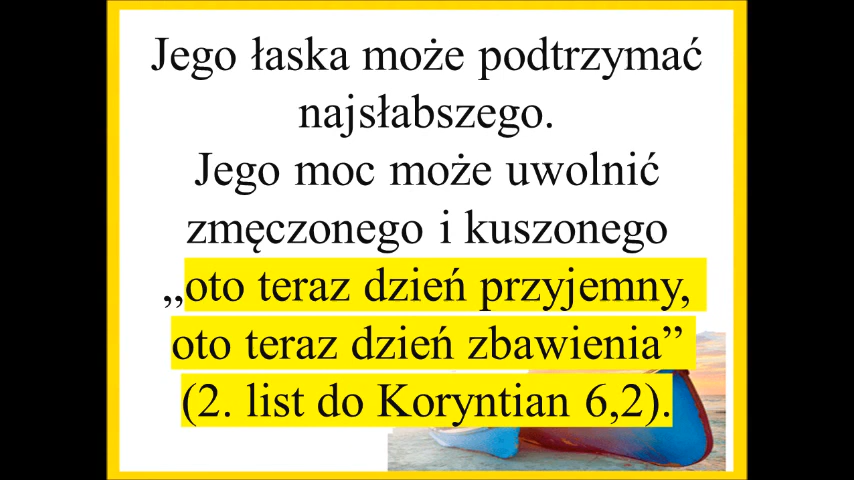 Jego łaska może podtrzymać
najsłabszego.
Jego moc może uwolnić
zmęczonego i kuszonego
„oto teraz dzień przyjemny,
oto teraz dzień zbawienia”
(2. list do Koryntian 6,2).